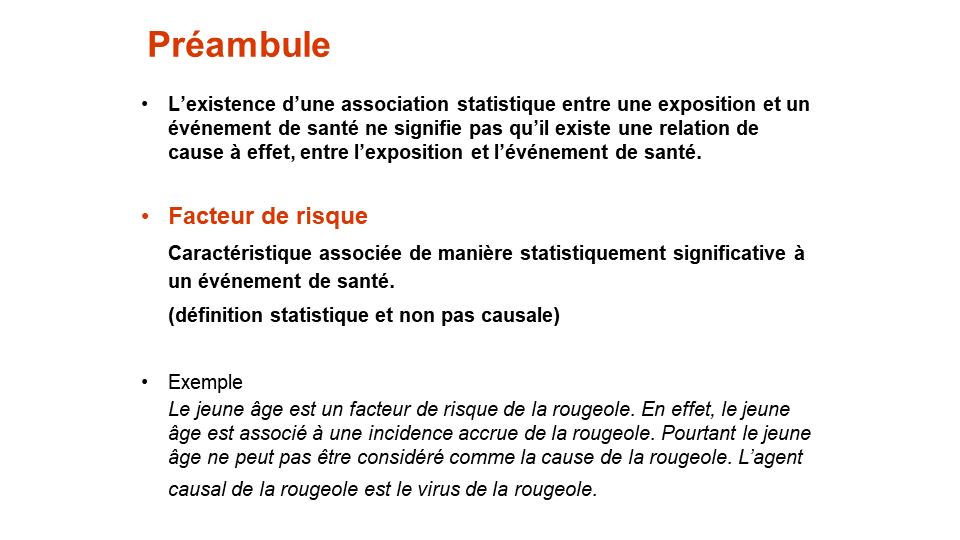 Préambule
• L’existence d’une association statistique entre une exposition et un
événement de santé ne signifie pas qu’il existe une relation de
cause à effet, entre l’exposition et l’événement de santé.
• Facteur de risque
Caractéristique associée de manière statistiquement significative à
un événement de santé.
(définition statistique et non pas causale)
• Exemple
Le jeune âge est un facteur de risque de la rougeole. En effet, le jeune
âge est associé à une incidence accrue de la rougeole. Pourtant le jeune
âge ne peut pas être considéré comme la cause de la rougeole. L’agent
causal de la rougeole est le virus de la rougeole.